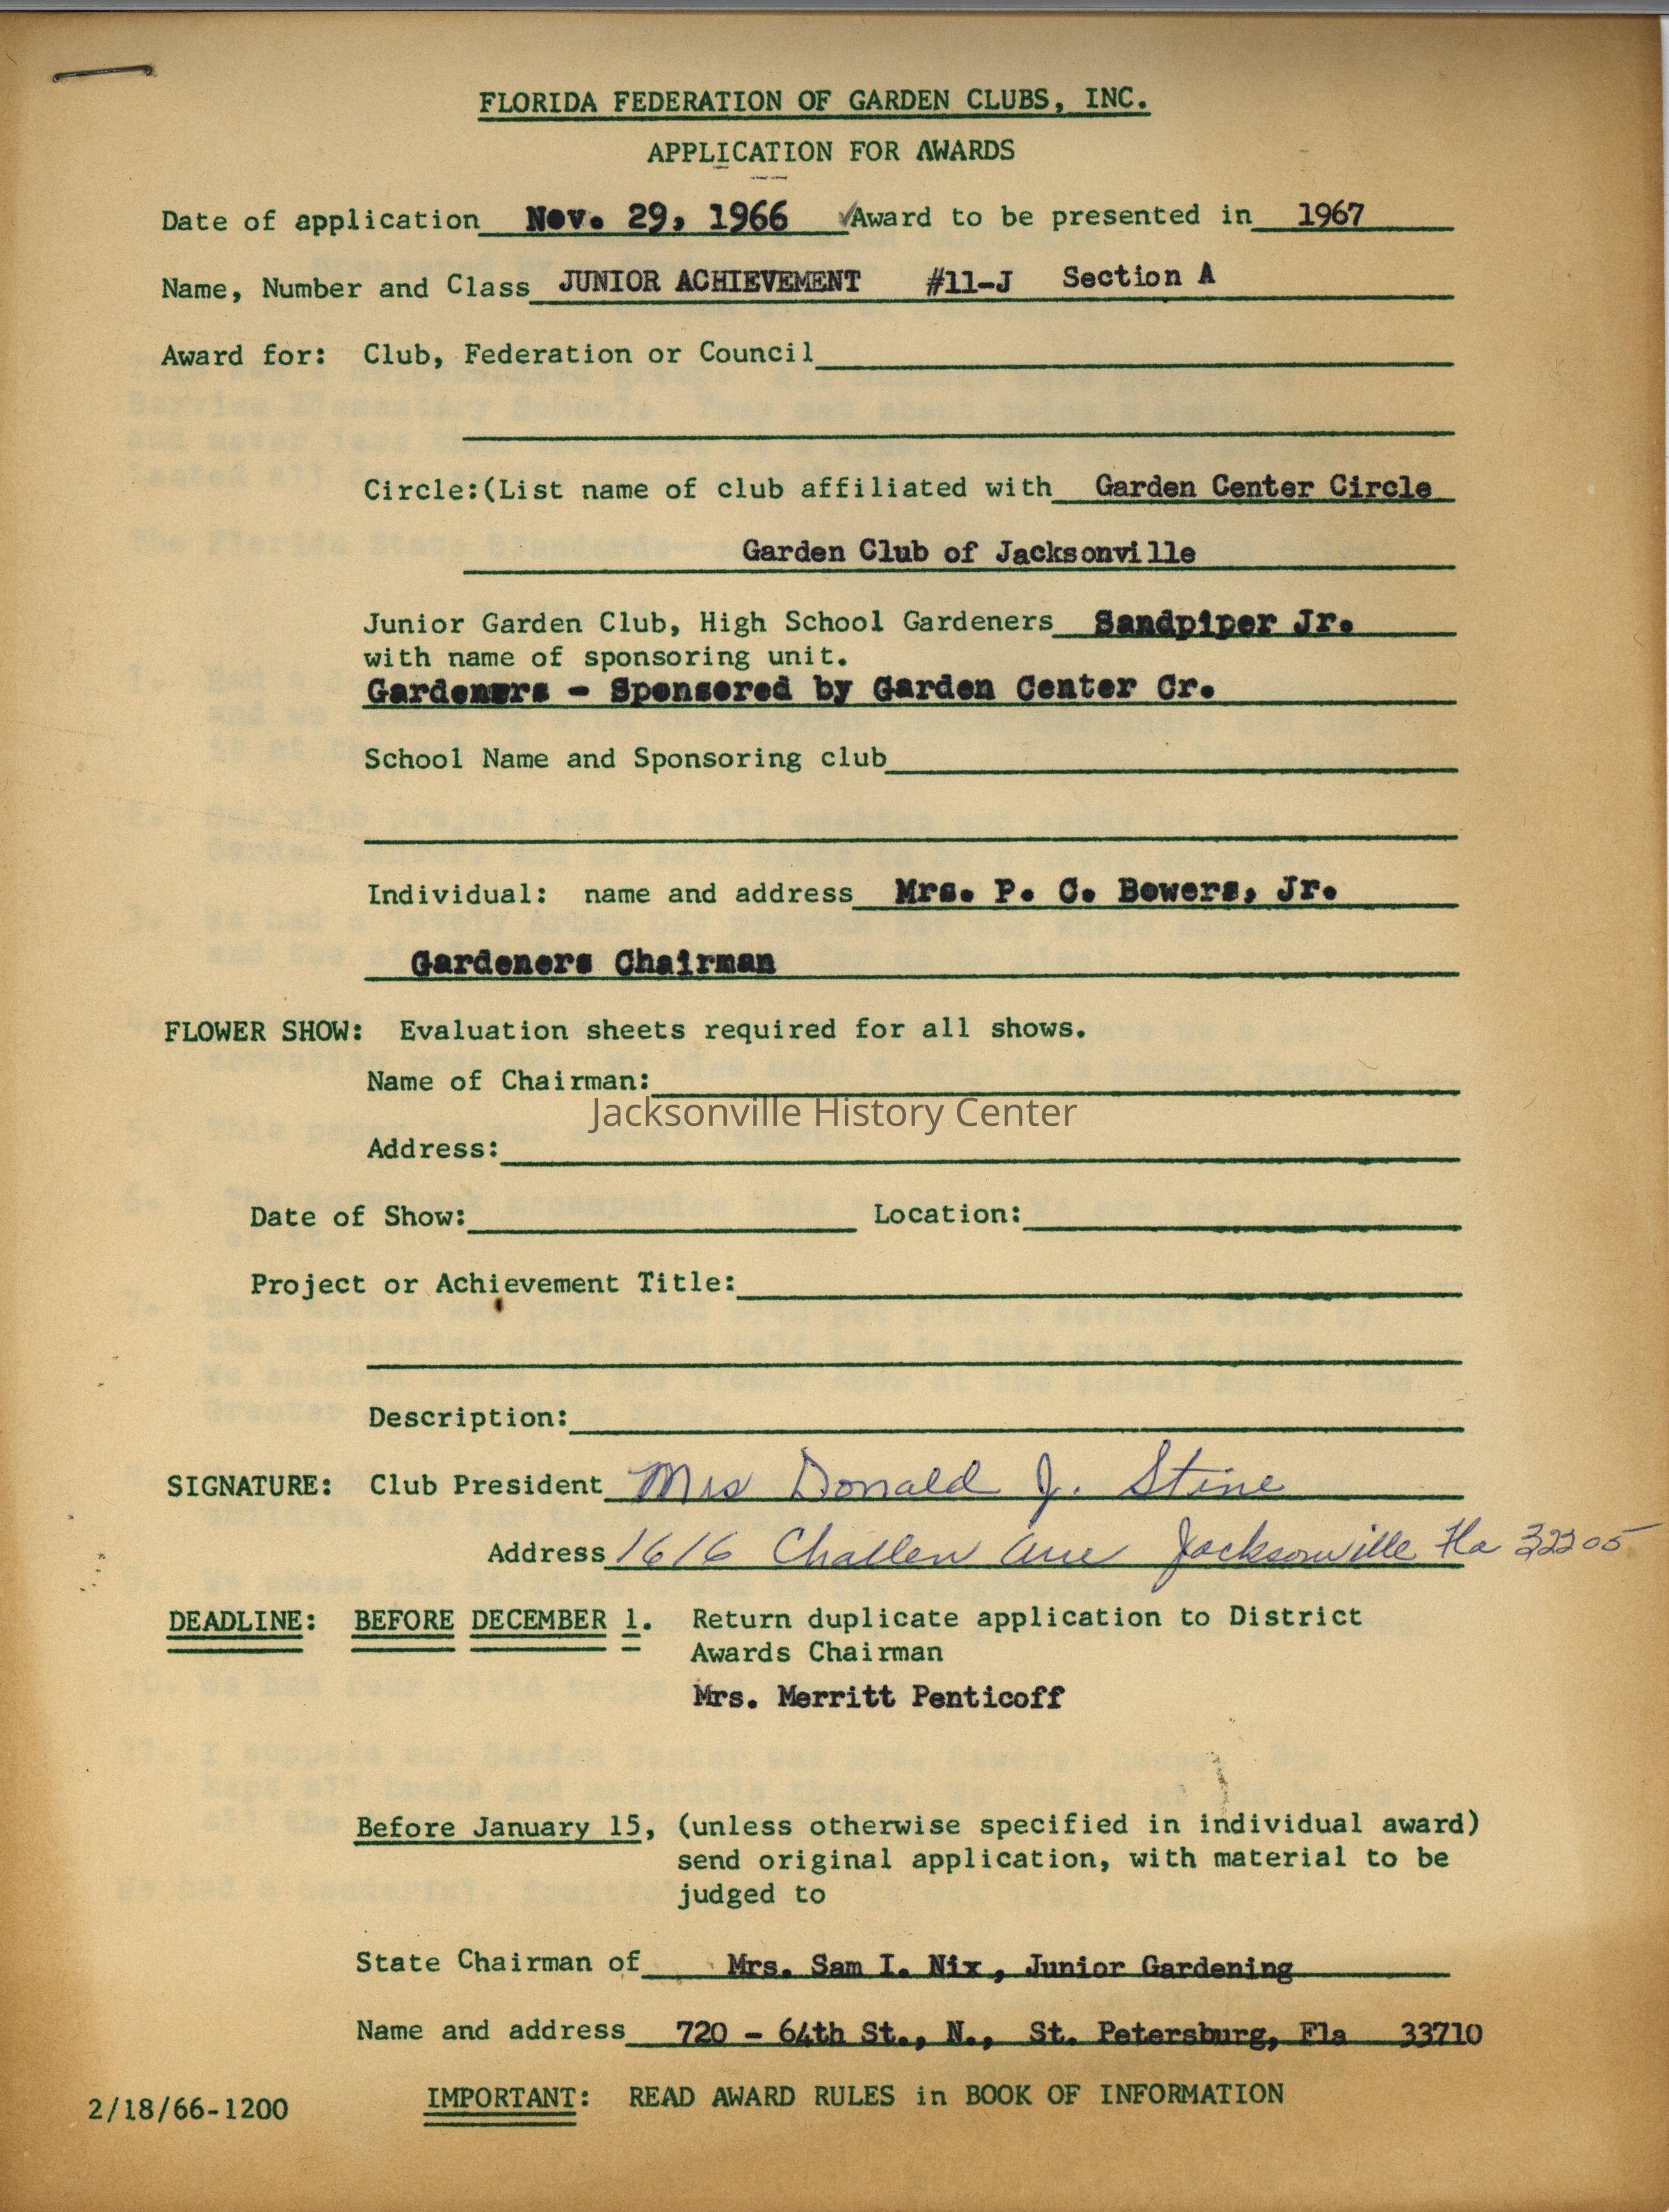 FLORIDA FEDERATION OF GARDEN CLUBS, INC.
APPLICATION FOR AWARDS
Date of application Nov. 29, 1966 ✓Award to be presented in 1967
Name, Number and Class JUNIOR ACHIEVEMENT #11-J Section A
Award for: Club, Federation or Council
Circle:(List name of club affiliated with Garden Center Circle
Garden Club of Jacksonville
Junior Garden Club, High School Gardeners Sandpiper Jr.
with name of sponsoring unit.
Gardeners - Sponsored by Garden Center Cr.
School Name and Sponsoring club
Individual: name and address Mrs. P. C. Bowers, Jr.
Gardeners Chairman
FLOWER SHOW: Evaluation sheets required for all shows.
Name of Chairman:
Jacksonville History Center
Address:
Date of Show: Location:
Project or Achievement Title:
Description:
SIGNATURE: Club President Mrs Donald J. Stine
Address 1616 Challen Ave Jacksonville Fla 32205
DEADLINE: BEFORE DECEMBER 1. Return duplicate application to District
Awards Chairman
Mrs. Merritt Penticoff
Before January 15, (unless otherwise specified in individual award)
send original application, with material to be
judged to
State Chairman of Mrs. Sam I. Nix, Junior Gardening
Name and address 720 - 64th St., N., St. Petersburg, Fla 33710
2/18/66-1200 IMPORTANT: READ AWARD RULES in BOOK OF INFORMATION